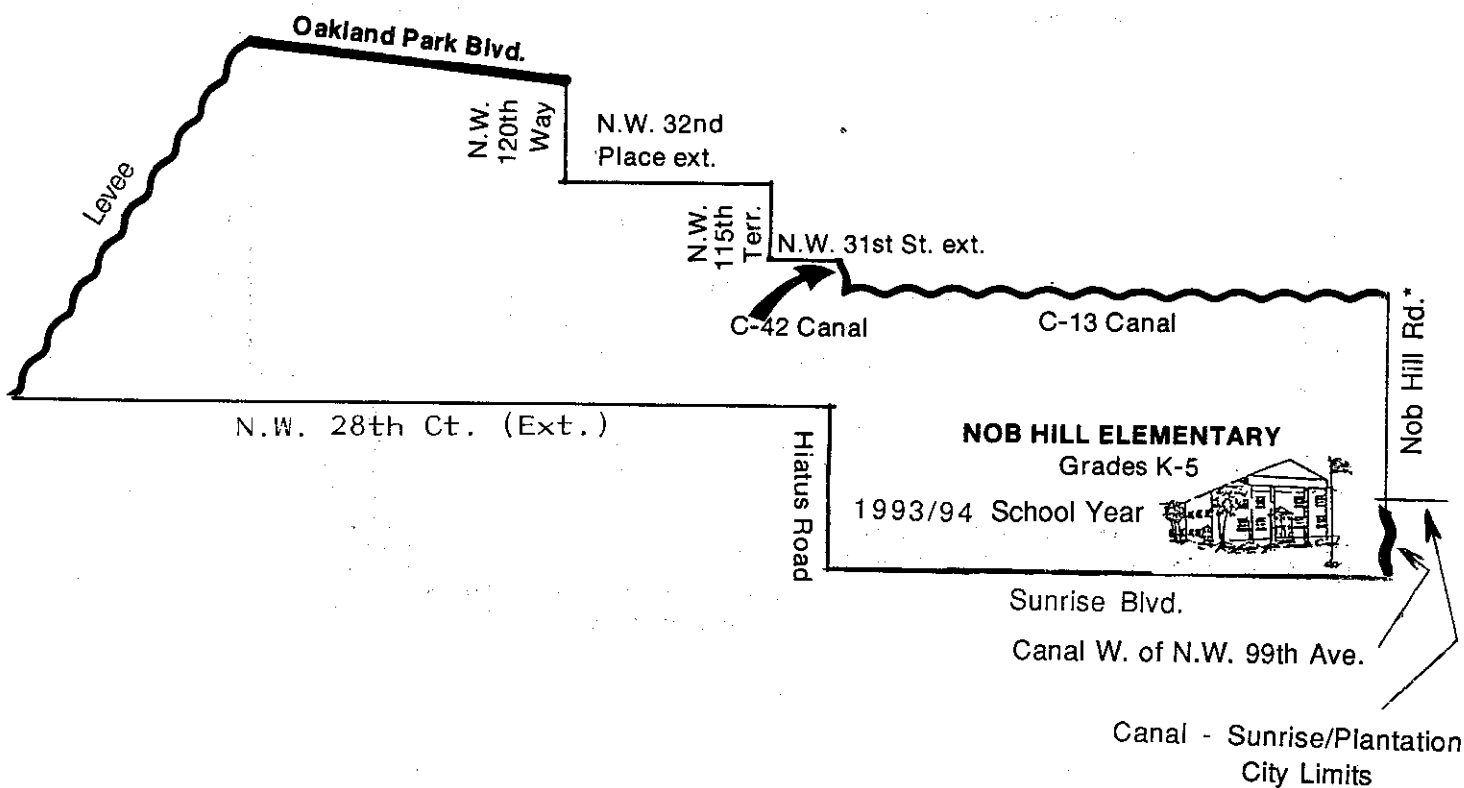 Oakland Park Blvd.
Levee
N.W.
120th
Way
N.W. 32nd
Place ext.
N.W.
115th
Terr.
N.W. 31st St. ext.
C-42 Canal
C-13 Canal
Nob Hill Rd.*
N.W. 28th Ct. (Ext.)
Hiatus Road
NOB HILL ELEMENTARY
Grades K-5
1993/94 School Year
Sunrise Blvd.
Canal W. of N.W. 99th Ave.
Canal - Sunrise/Plantation
City Limits